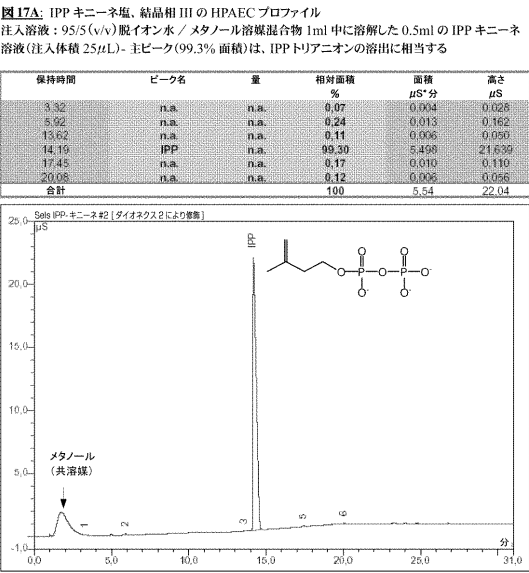 図 17A: IPP キニーネ塩、結晶相 III の HPAEC プロファイル
注入溶液：95/5(v/v)脱イオン水 / メタノール溶媒混合物 1ml 中に溶解した 0.5ml の IPP キニーネ
溶液(注入体積 25μL)- 主ピーク(99.3% 面積)は、IPPトリアニオンの溶出に相当する
保持時間 ピーク名 量 相対面積 面積 高さ
% μS*分 μS
3,32 n.a. n.a. 0,07 0,004 0,028
5,92 n.a. n.a. 0,24 0,013 0,162
13,62 n.a. n.a. 0,11 0,006 0,050
14,19 IPP n.a. 99,30 5,498 21,639
17,45 n.a. n.a. 0,17 0,010 0,110
20,08 n.a. n.a. 0,12 0,006 0,056
合計 100 5,54 22,04
Sels IPP-キニーネ #2 [ダイオネクス 2 により修飾]
25,0
μS
IPP
O O
O P O P O-
O- O-
20,0
15,0
10,0
5,0
メタノール
(共溶媒)
1 2 3 5 6
-1,0
分
0,0 5,0 10,0 15,0 20,0 25,0 31,0